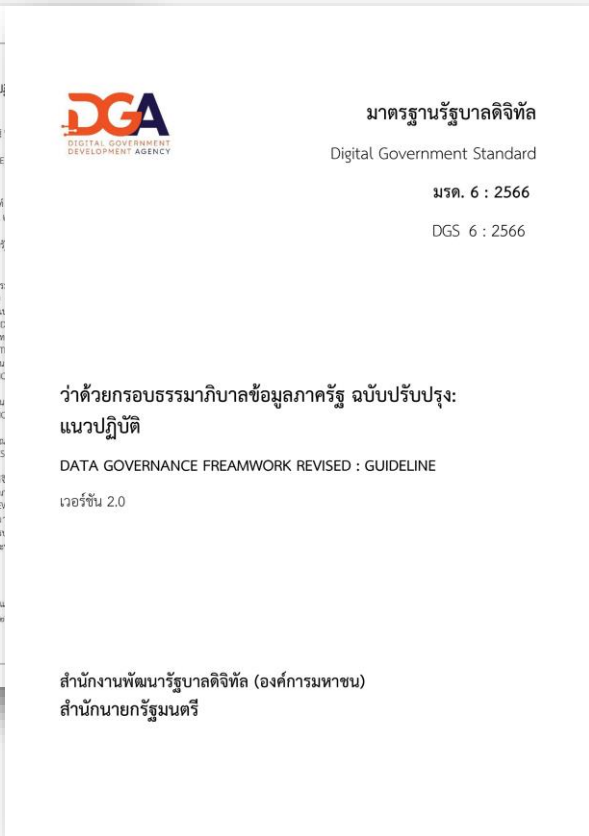 DGA
DIGITAL GOVERNMENT
DEVELOPMENT AGENCY
มาตรฐานรัฐบาลดิจิทัล
Digital Government Standard
มรด. 6 : 2566
DGS 6 : 2566
ว่าด้วยกรอบธรรมาภิบาลข้อมูลภาครัฐ ฉบับปรับปรุง:
แนวปฏิบัติ
DATA GOVERNANCE FREAMWORK REVISED : GUIDELINE
เวอร์ชัน 2.0
สำนักงานพัฒนารัฐบาลดิจิทัล (องค์การมหาชน)
สำนักนายกรัฐมนตรี